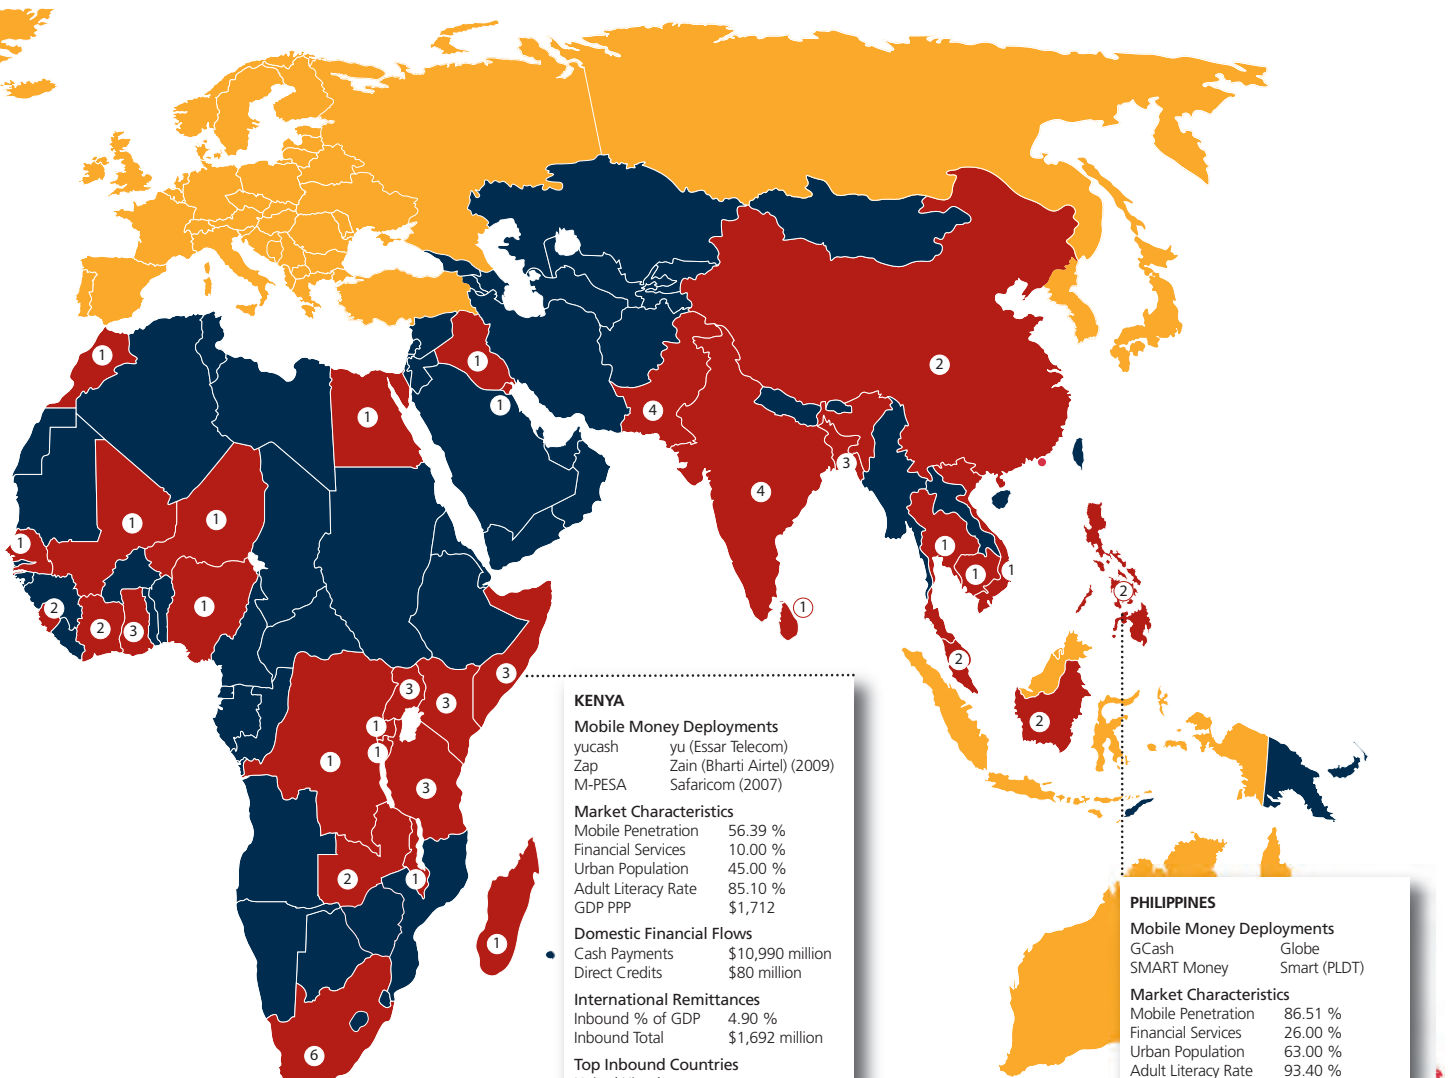 1
1
1
4
2
1
1
3
4
1
1
1
1
1
1
1
2
2
3
1
2
1
2
3
3
3
1
1
1
3
2
2
1
1
6
KENYA
Mobile Money Deployments
yucash yu (Essar Telecom)
Zap Zain (Bharti Airtel) (2009)
M-PESA Safaricom (2007)
Market Characteristics
Mobile Penetration 56.39 %
Financial Services 10.00 %
Urban Population 45.00 %
Adult Literacy Rate 85.10 %
GDP PPP $1,712
Domestic Financial Flows
Cash Payments $10,990 million
Direct Credits $80 million
International Remittances
Inbound % of GDP 4.90 %
Inbound Total $1,692 million
Top Inbound Countries
PHILIPPINES
Mobile Money Deployments
GCash Globe
SMART Money Smart (PLDT)
Market Characteristics
Mobile Penetration 86.51 %
Financial Services 26.00 %
Urban Population 63.00 %
Adult Literacy Rate 93.40 %